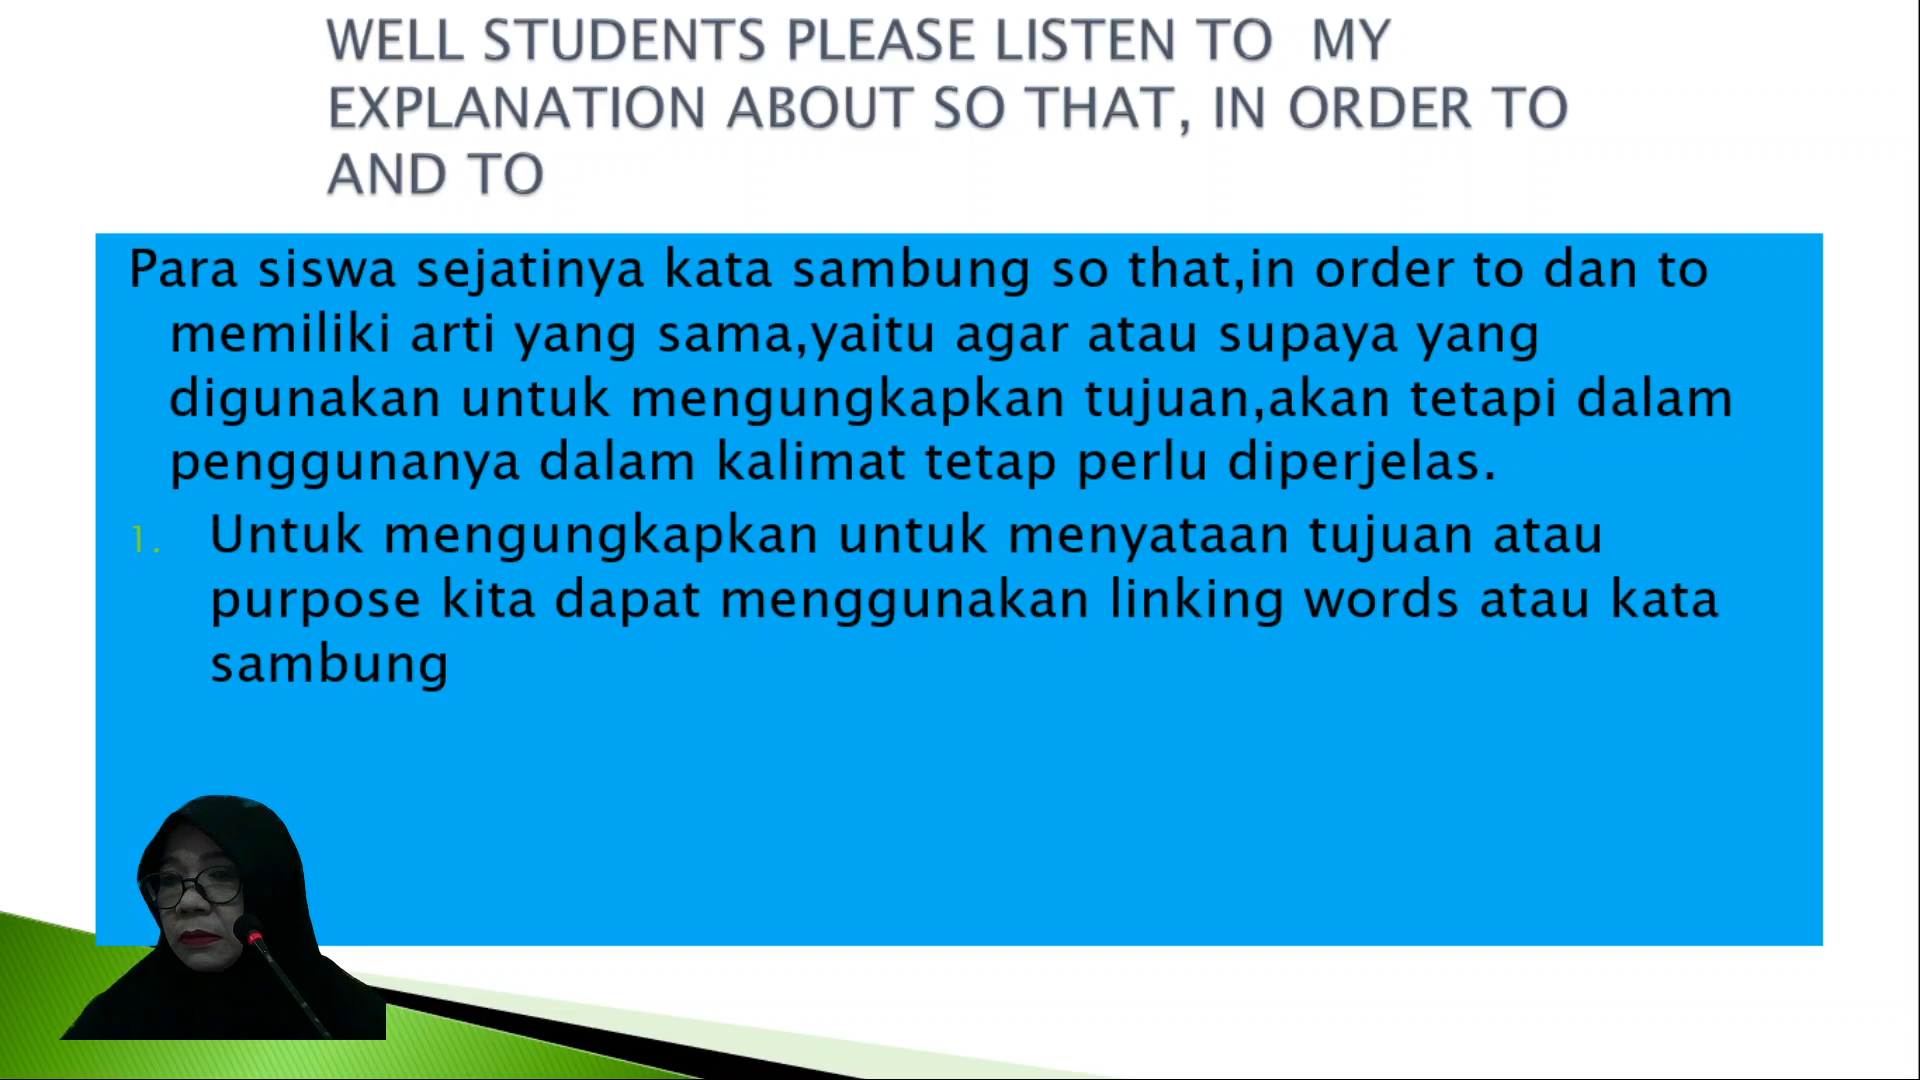 WELL STUDENTS PLEASE LISTEN TO MY
EXPLANATION ABOUT SO THAT, IN ORDER TO
AND TO
Para siswa sejatinya kata sambung so that,in order to dan to
memiliki arti yang sama,yaitu agar atau supaya yang
digunakan untuk mengungkapkan tujuan,akan tetapi dalam
penggunanya dalam kalimat tetap perlu diperjelas.
1. Untuk mengungkapkan untuk menyataan tujuan atau
purpose kita dapat menggunakan linking words atau kata
sambung